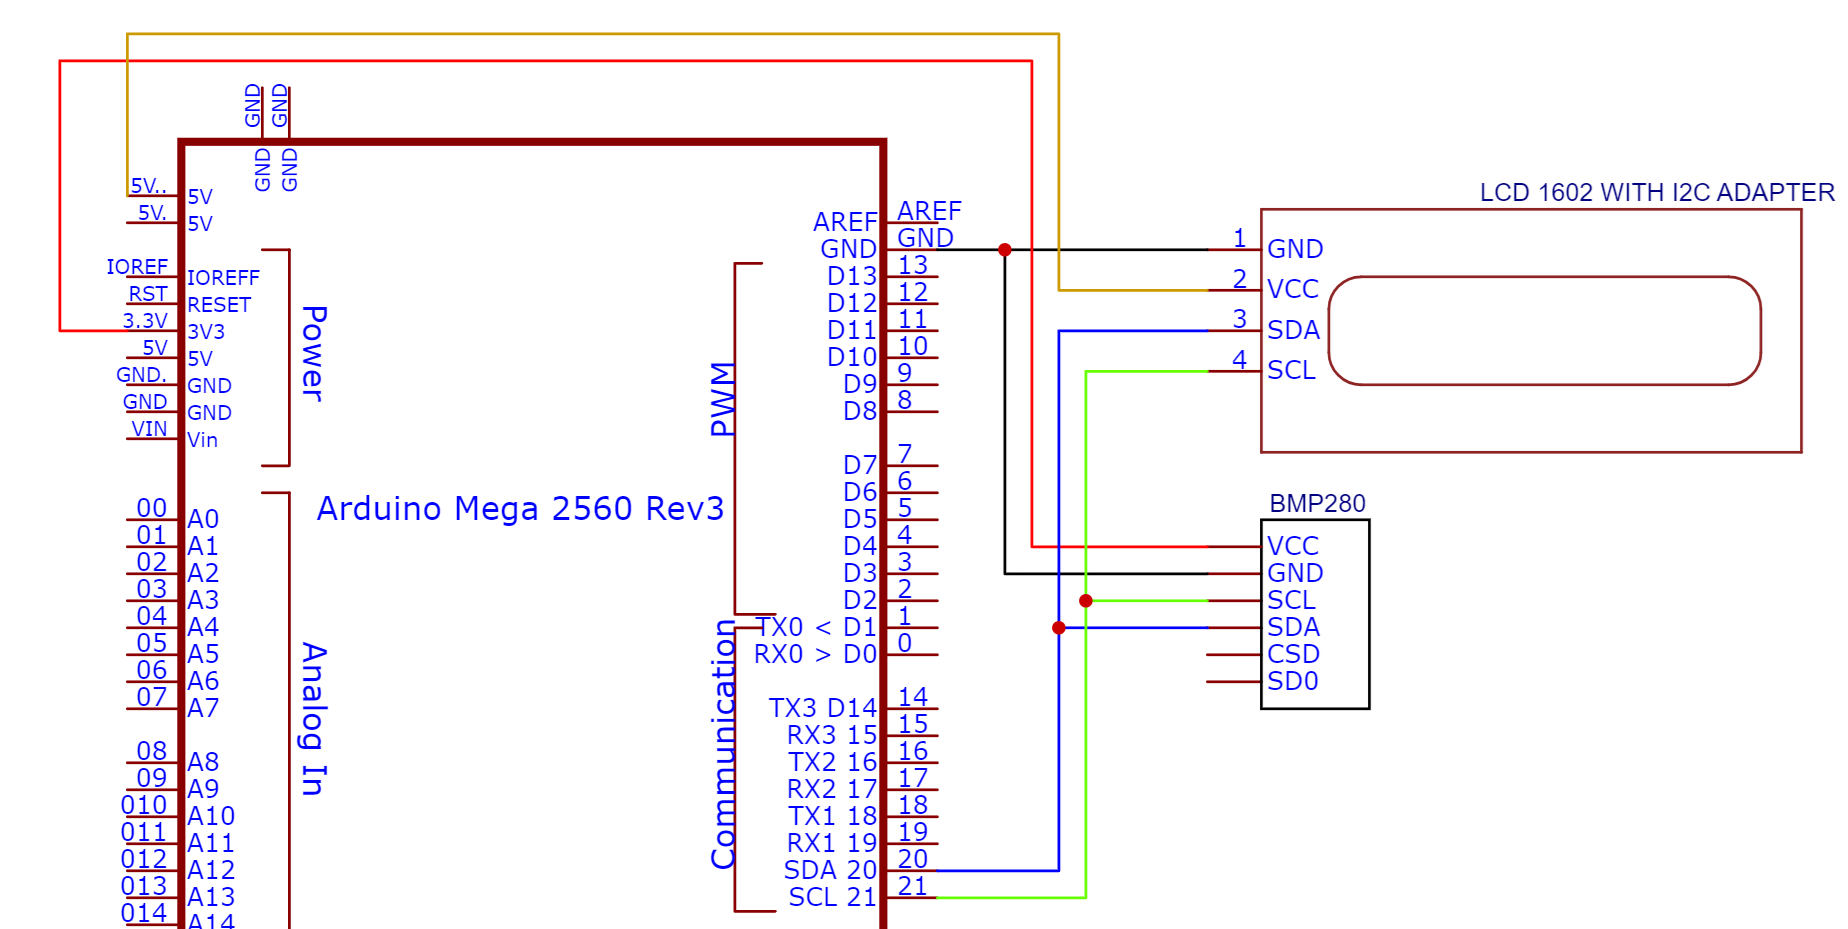 GND
GND
GND
GND
5V..
5V
5V.
5V
IOREF
IOREFF
RST
RESET
3.3V
3V3
5V
5V
GND.
GND
GND
GND
VIN
Vin
Power
00
A0
01
A1
02
A2
03
A3
04
A4
05
A5
06
A6
07
A7
08
A8
09
A9
010
A10
011
A11
012
A12
013
A13
014
A14
Analog In
Arduino Mega 2560 Rev3
PWM
Communication
AREF
AREF
GND
GND
D13
13
D12
12
D11
11
D10
10
D9
9
D8
8
D7
7
D6
6
D5
5
D4
4
D3
3
D2
2
TX0 < D1
1
RX0 > D0
0
TX3 D14
14
RX3 15
15
TX2 16
16
RX2 17
17
TX1 18
18
RX1 19
19
SDA 20
20
SCL 21
21
LCD 1602 WITH I2C ADAPTER
1
GND
2
VCC
3
SDA
4
SCL
BMP280
VCC
GND
SCL
SDA
CSD
SD0